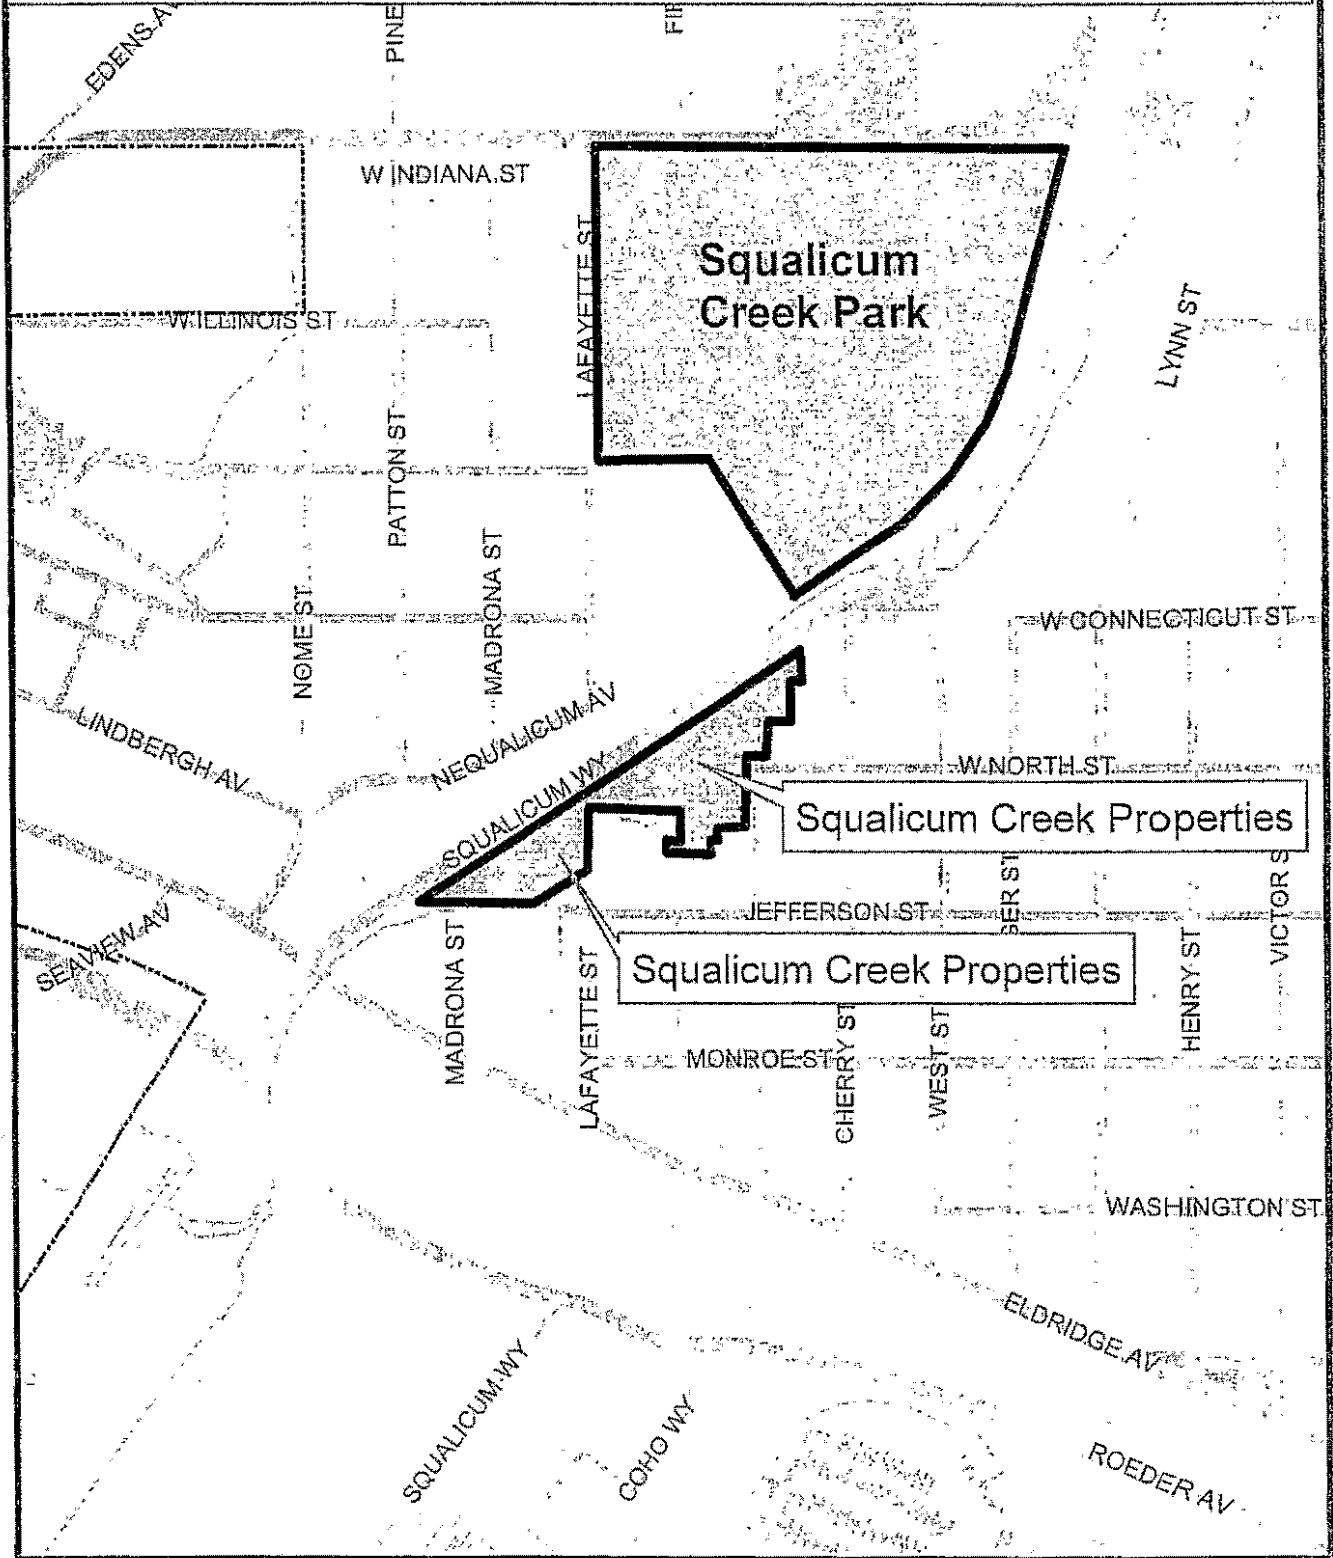 EDENS AV
PINE
W INDIANA ST
LAFAYETTE ST
Squalicum
Creek Park
W ILLINOIS ST
LYNN ST
PATTON ST
MADRONA ST
NOME ST
W CONNECTICUT ST
LINDBERGH AV
NEQUALICUM AV
SQUALICUM WY
W NORTH ST
Squalicum Creek Properties
JEFFERSON ST
SEAVIEW AV
Squalicum Creek Properties
MADRONA ST
LAFAYETTE ST
MONROE ST
CHERRY ST
WEST ST
HENRY ST
VICTOR S
WASHINGTON ST
ELDRIDGE AV
SQUALICUM WY
COHO WY
ROEDER AV